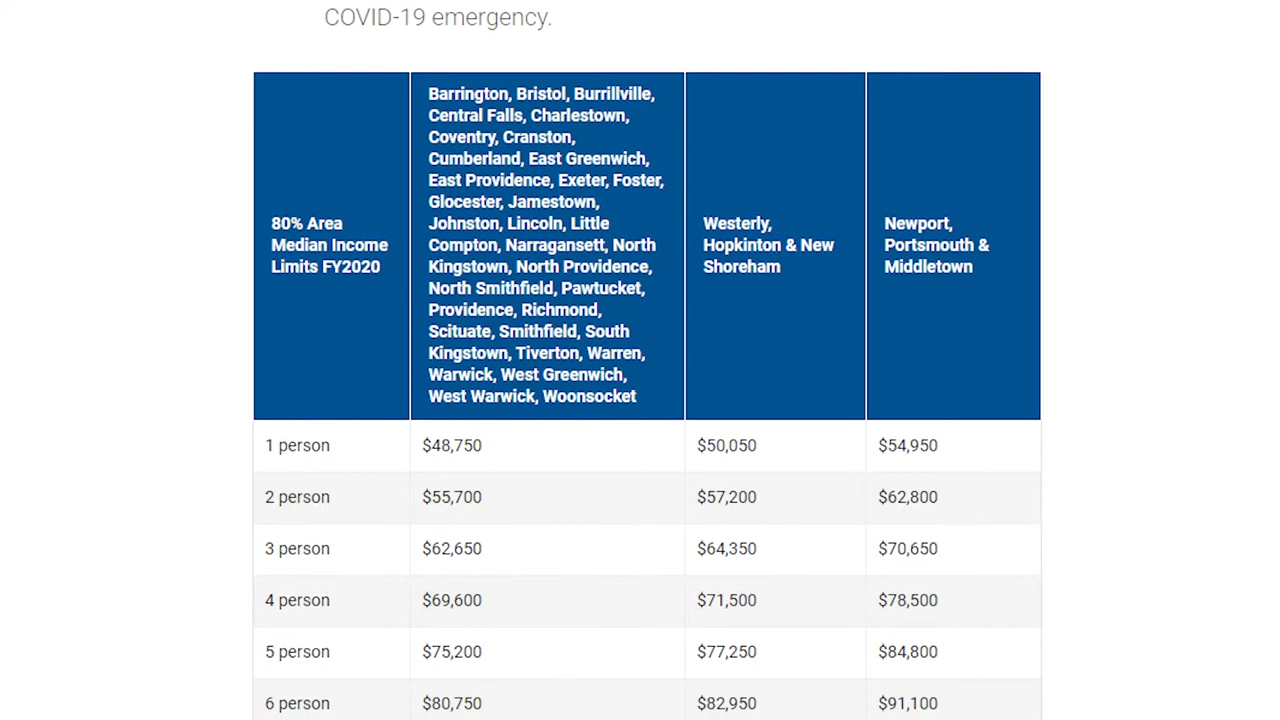 COVID-19 emergency.
80% Area
Median Income
Limits FY2020
Barrington, Bristol, Burrillville,
Central Falls, Charlestown,
Coventry, Cranston,
Cumberland, East Greenwich,
East Providence, Exeter, Foster,
Glocester, Jamestown,
Johnston, Lincoln, Little
Compton, Narragansett, North
Kingstown, North Providence,
North Smithfield, Pawtucket,
Providence, Richmond,
Scituate, Smithfield, South
Kingstown, Tiverton, Warren,
Warwick, West Greenwich,
West Warwick, Woonsocket
Westerly,
Hopkinton & New
Shoreham
Newport,
Portsmouth &
Middletown
1 person $48,750 $50,050 $54,950
2 person $55,700 $57,200 $62,800
3 person $62,650 $64,350 $70,650
4 person $69,600 $71,500 $78,500
5 person $75,200 $77,250 $84,800
6 person $80,750 $82,950 $91,100